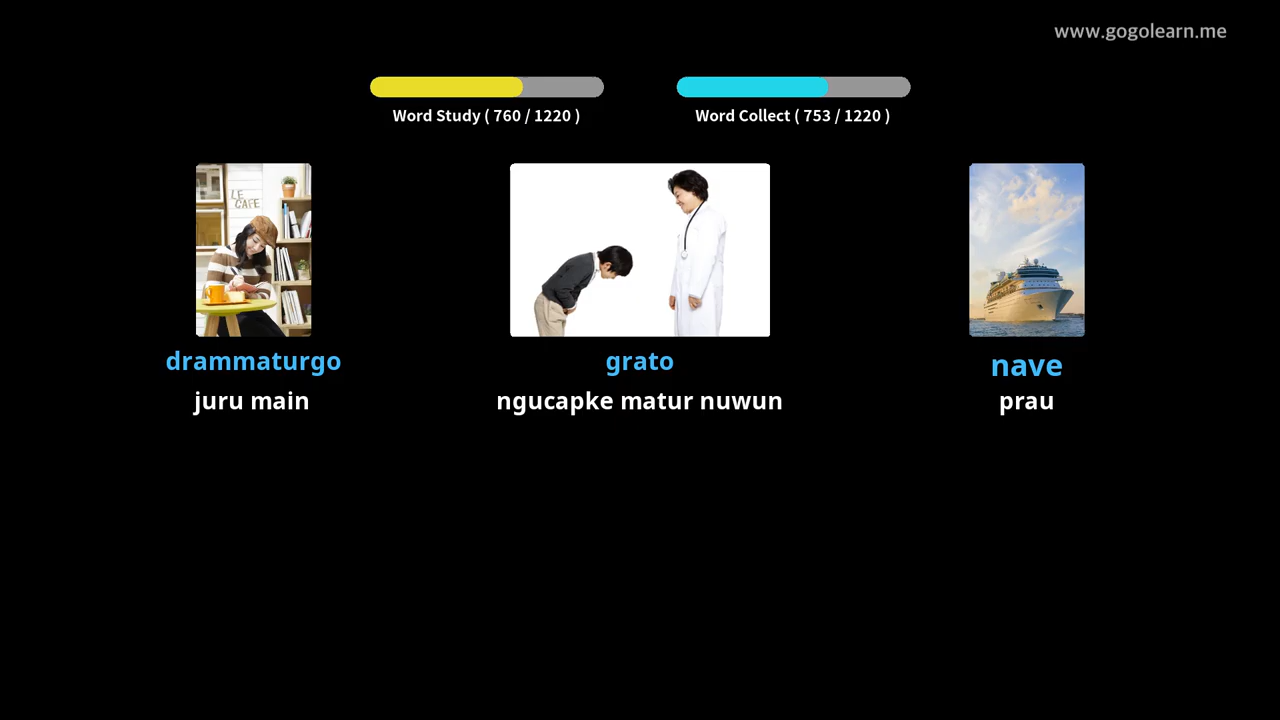 www.gogolearn.me
Word Study ( 760 / 1220 )
Word Collect ( 753 / 1220 )
LE
CAFE
drammaturgo
grato
nave
juru main
ngucapke matur nuwun
prau